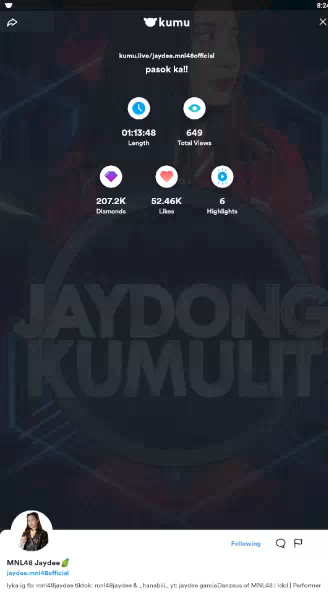 8:24
kumu
kumu.live/jaydee.mnl48official
pasok ka!!
01:13:48
Length
649
Total Views
207.2K
Diamonds
52.46K
Likes
6
Highlights
JAYDONG
KUMULIT
Following
MNL48 Jaydee
jaydee.mnl48official
lyka ig fb: mnl48jaydee tiktok: mnl48jaydee & _hanabiii_ yt: jaydee garciaDanzeus of MNL48 | Idol | Performer